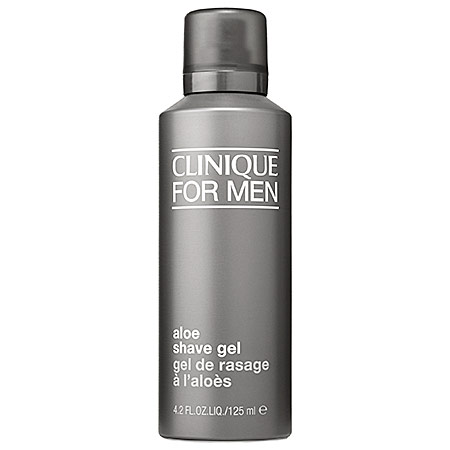 CLINIQUE
FOR MEN
aloe
shave gel
gel de rasage
à l'aloès
4.2 FL.OZ.LIQ./125 ml ℮